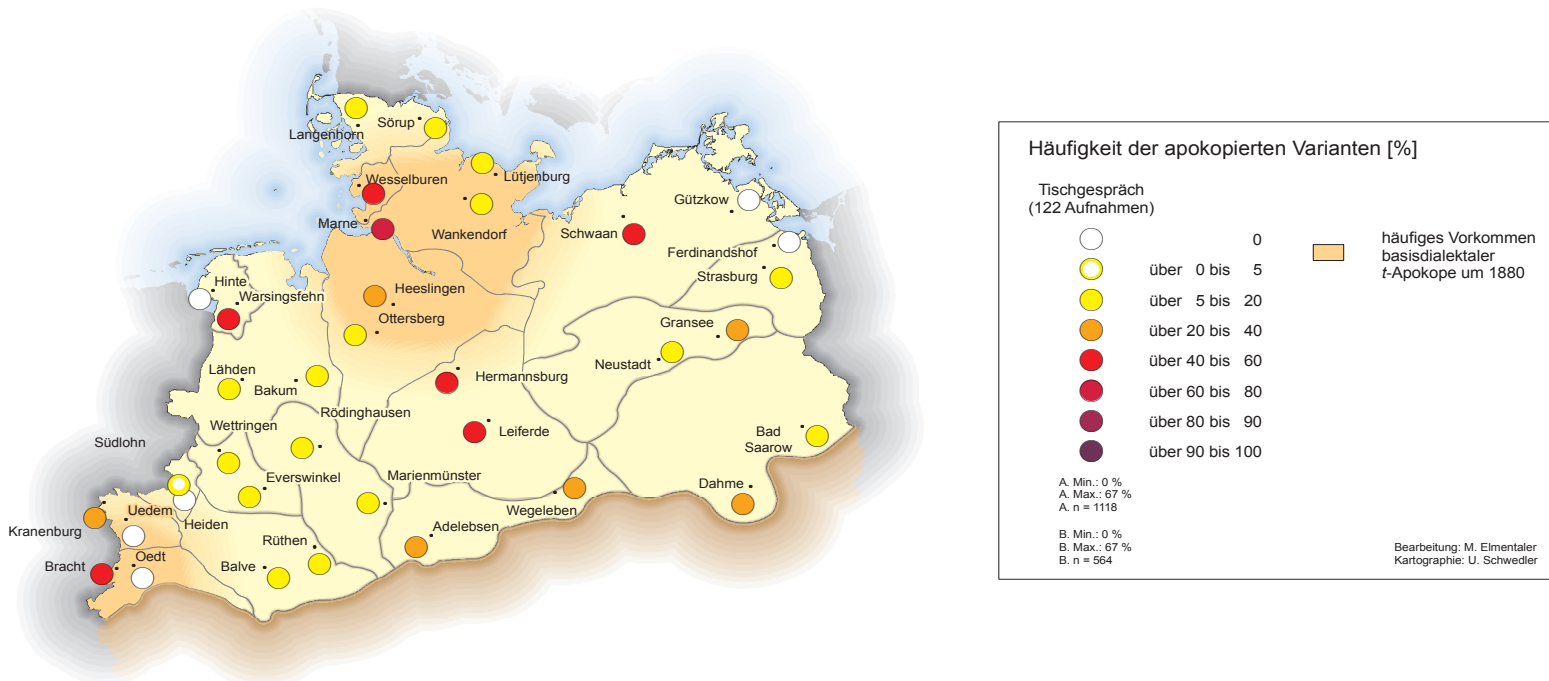 Langenhorn
Sörup
Wesselburen
Lütjenburg
Marne
Wankendorf
Schwaan
Gützkow
Ferdinandshof
Strasburg
Hinte
Warsingsfehn
Heeslingen
Ottersberg
Gransee
Neustadt
Lähden
Bakum
Hermannsburg
Rödinghausen
Wettringen
Leiferde
Südlohn
Bad
Saarow
Everswinkel
Marienmünster
Dahme
Wegeleben
Uedem
Heiden
Kranenburg
Adelebsen
Rüthen
Oedt
Bracht
Balve
Häufigkeit der apokopierten Varianten [%]
Tischgespräch
(122 Aufnahmen)
0
über 0 bis 5
über 5 bis 20
über 20 bis 40
über 40 bis 60
über 60 bis 80
über 80 bis 90
über 90 bis 100
häufiges Vorkommen
basisdialektaler
t-Apokope um 1880
A. Min.: 0 %
A. Max.: 67 %
A. n = 1118
B. Min.: 0 %
B. Max.: 67 %
B. n = 564
Bearbeitung: M. Elmentaler
Kartographie: U. Schwedler